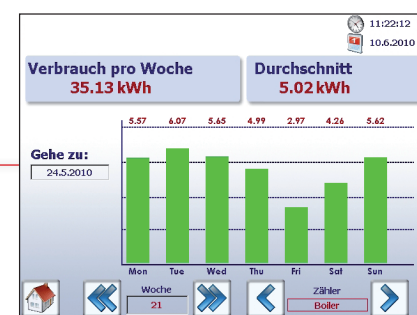 11:22:12
10.6.2010
Verbrauch pro Woche
35.13 kWh
Durchschnitt
5.02 kWh
5.57 6.07 5.65 4.99 2.97 4.26 5.62
Gehe zu:
24.5.2010
Mon Tue Wed Thu Fri Sat Sun
Woche
21
Zähler
Boiler